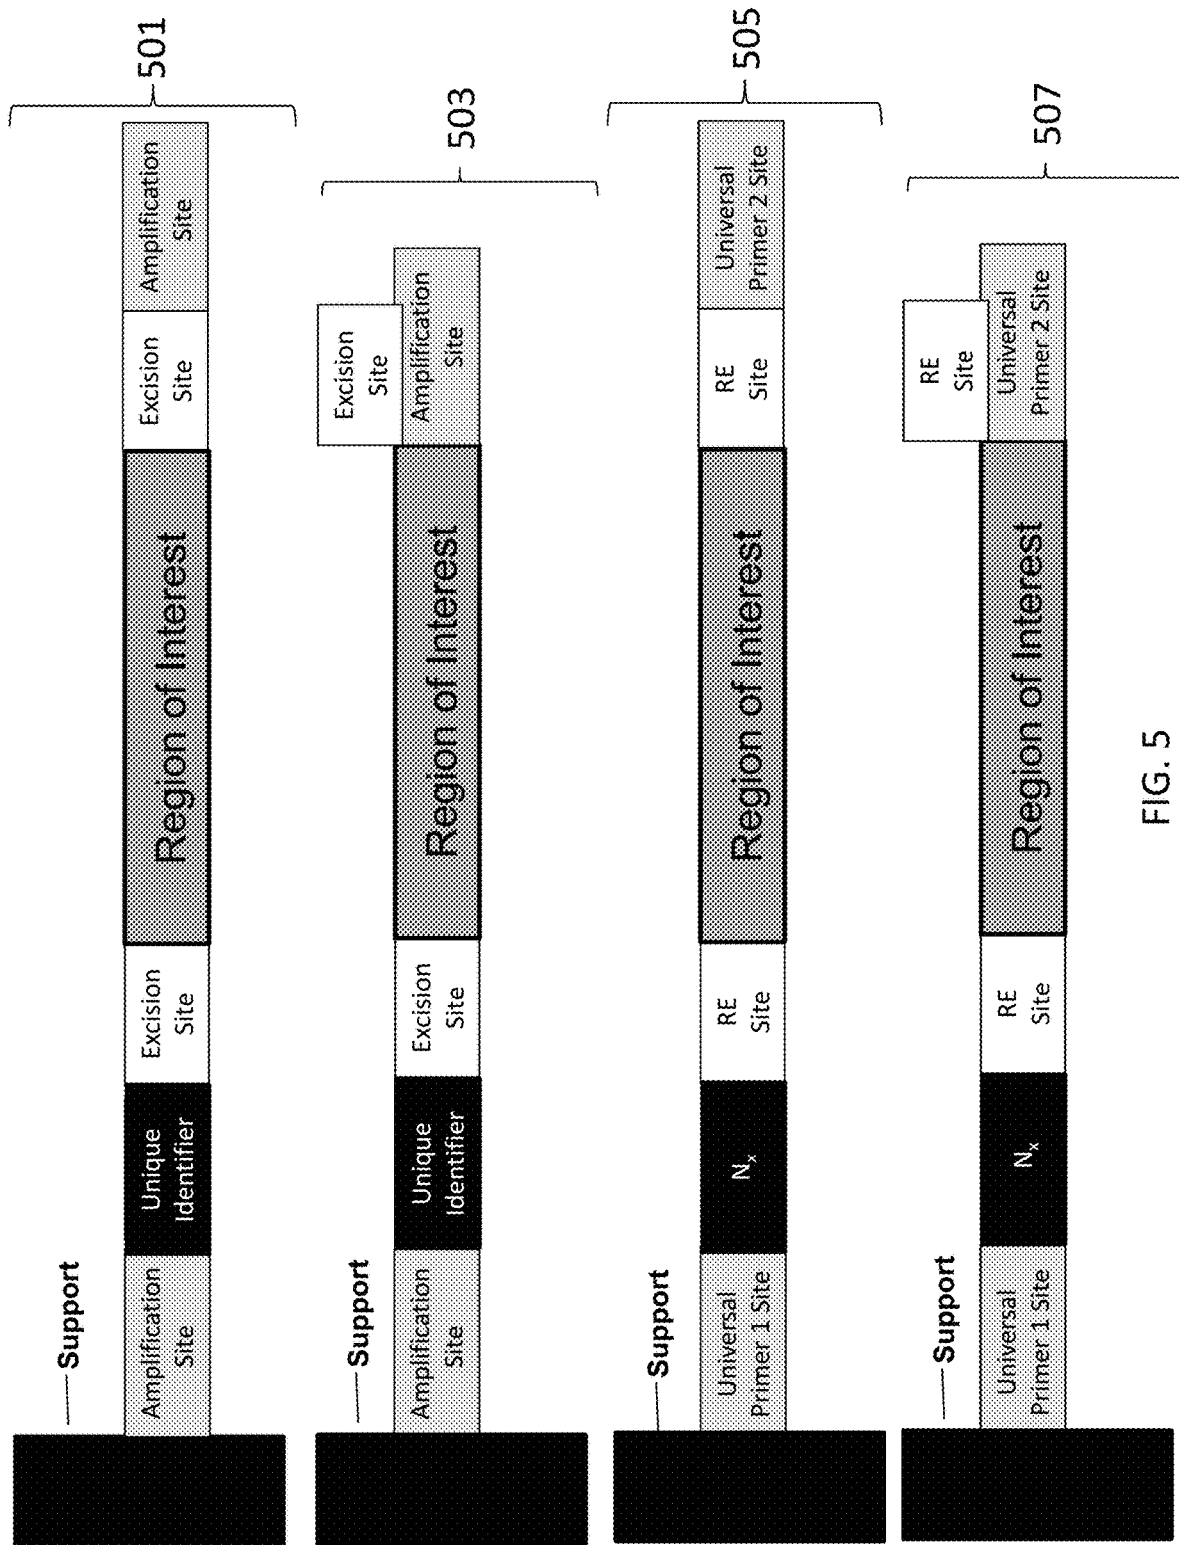 Support
Amplification
Site
Unique
Identifier
Excision
Site
Region of Interest
Excision
Site
Amplification
Site
501
Support
Amplification
Site
Unique
Identifier
Excision
Site
Region of Interest
Excision
Site
Amplification
Site
503
Support
Universal
Primer 1 Site
Nₓ
RE
Site
Region of Interest
RE
Site
Universal
Primer 2 Site
505
Support
Universal
Primer 1 Site
Nₓ
RE
Site
Region of Interest
RE
Site
Universal
Primer 2 Site
507
FIG. 5